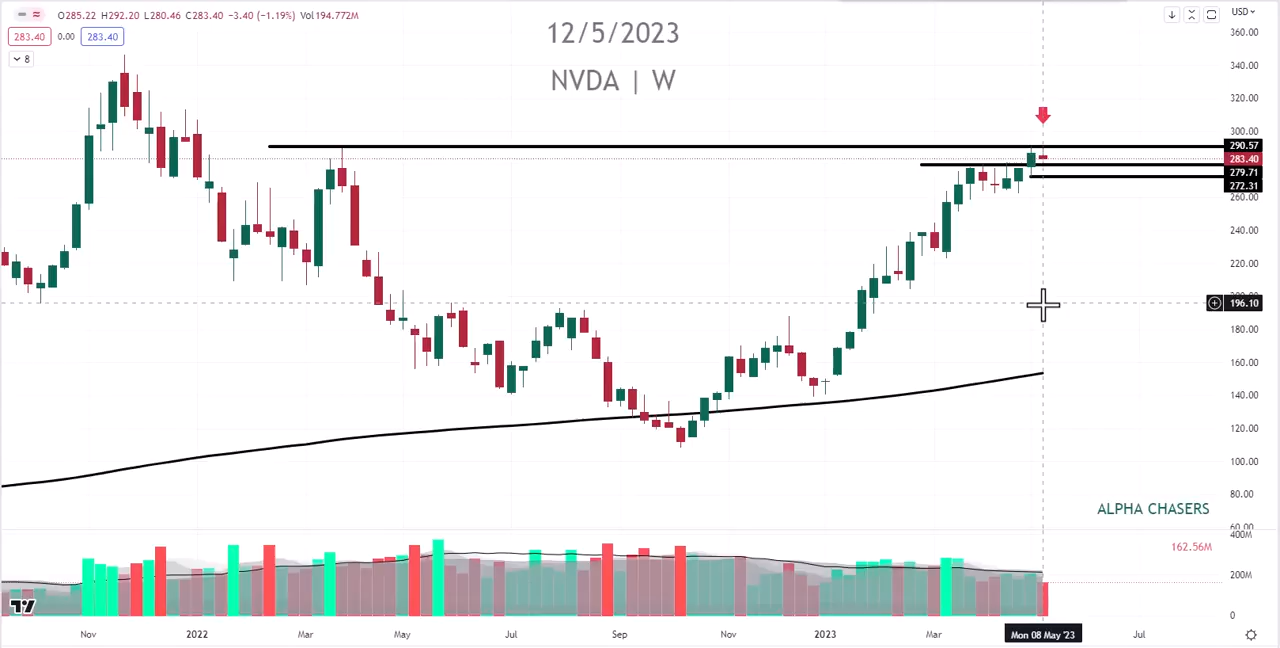 O285.22 H292.20 L280.46 C283.40 −3.40 (−1.19%) Vol194.772M
283.40 0.00 283.40
8
12/5/2023
NVDA | W
USD
360.00
340.00
320.00
300.00
290.57
283.40
279.71
272.31
260.00
240.00
220.00
196.10
180.00
160.00
140.00
120.00
100.00
80.00
60.00
ALPHA CHASERS
400M
162.56M
200M
0
Nov 2022 Mar May Jul Sep Nov 2023 Mar Mon 08 May '23 Jul